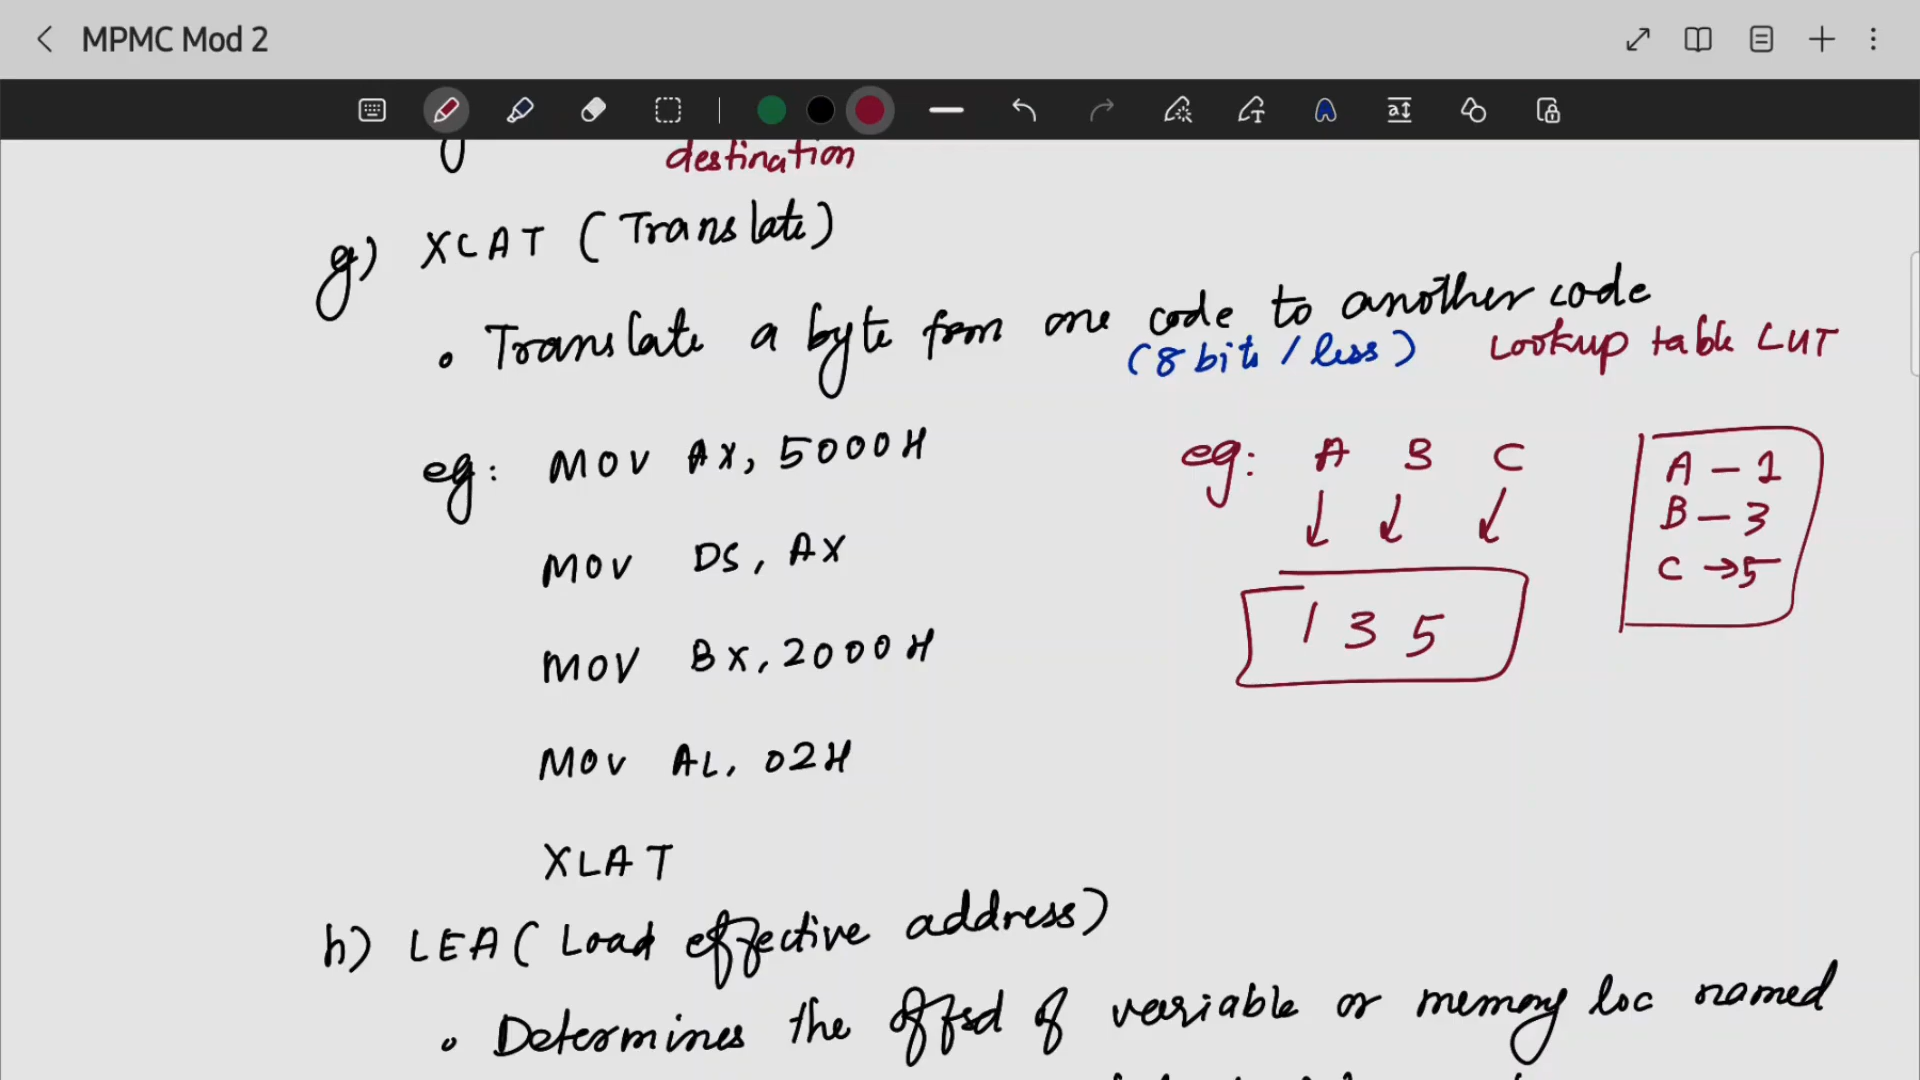 MPMC Mod 2
destination
g) XCAT (Translate)
• Translate a byte from one code to another code
(8 bits / less) Lookup table LUT
eg: MOV AX, 5000H
eg: A B C
A – 1
B – 3
C → 5
MOV DS, AX
1 3 5
MOV BX, 2000H
MOV AL, 02H
XLAT
h) LEA (Load effective address)
• Determines the offset of variable or memory loc named